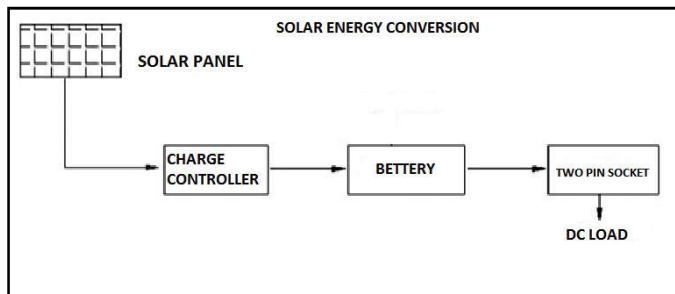 SOLAR ENERGY CONVERSION
SOLAR PANEL
CHARGE
CONTROLLER
BETTERY
TWO PIN SOCKET
DC LOAD